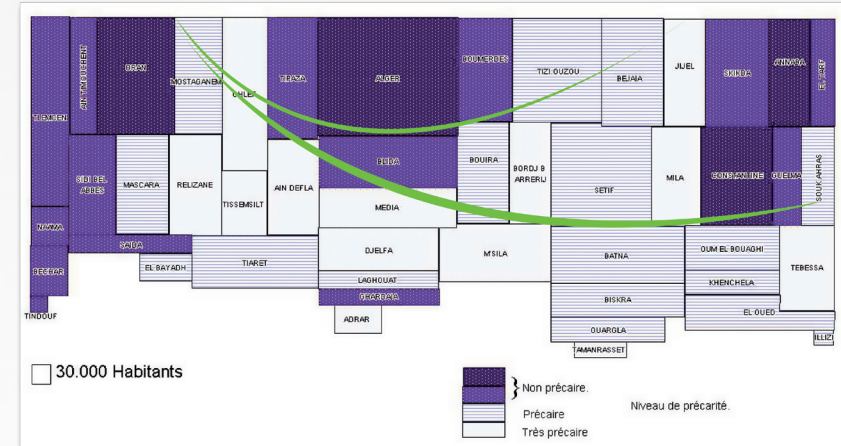 TLEMCEN
AIN TIMOUCHENT
ORAN
MOSTAGANEM
CHLEF
TIPAZA
ALGER
BOUMERDES
TIZI OUZOU
BEJAIA
JIJEL
SKIKDA
ANNABA
EL TARF
SIDI BEL
ABBES
MASCARA
RELIZANE
TISSEMSILT
AIN DEFLA
BLIDA
MEDIA
BOUIRA
BORDJ B
ARRERIJ
SETIF
MILA
CONSTANTINE
GUELMA
SOUK AHRAS
NAAMA
SAIDA
BECHAR
EL BAYADH
TIARET
DJELFA
LAGHOUAT
GHARDAIA
ADRAR
M'SILA
BATNA
BISKRA
OUARGLA
TAMANRASSET
OUM EL BOUAGHI
KHENCHELA
EL OUED
TEBESSA
ILLIZI
TINDOUF
30.000 Habitants
Non précaire.
Précaire
Très précaire
Niveau de précarité.